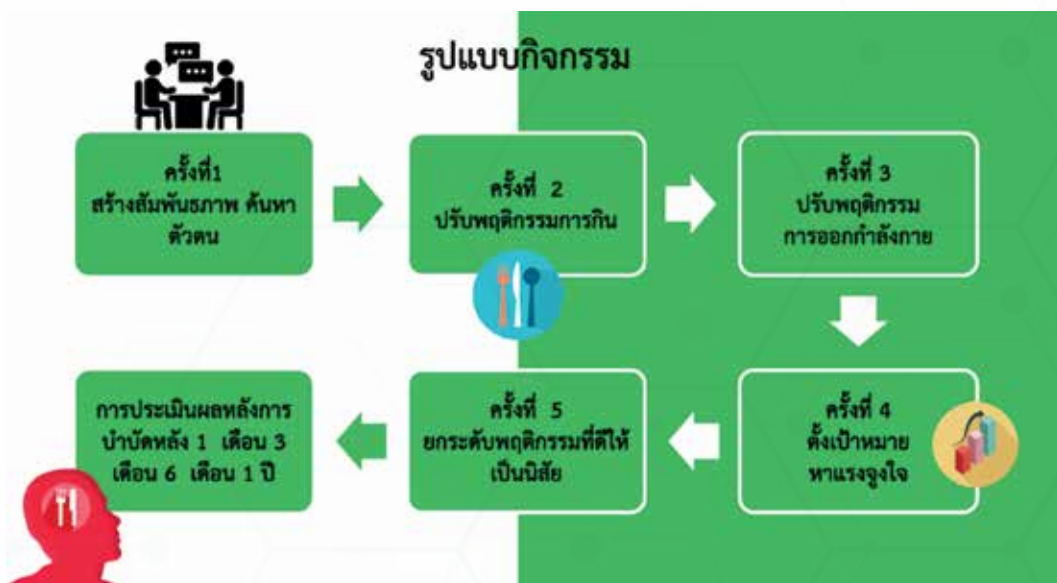 รูปแบบกิจกรรม
ครั้งที่1
สร้างสัมพันธภาพ ค้นหา
ตัวตน
ครั้งที่ 2
ปรับพฤติกรรมการกิน
ครั้งที่ 3
ปรับพฤติกรรม
การออกกำลังกาย
ครั้งที่ 4
ตั้งเป้าหมาย
หาแรงจูงใจ
ครั้งที่ 5
ยกระดับพฤติกรรมที่ดีให้
เป็นนิสัย
การประเมินผลหลังการ
บำบัดหลัง 1 เดือน 3
เดือน 6 เดือน 1 ปี